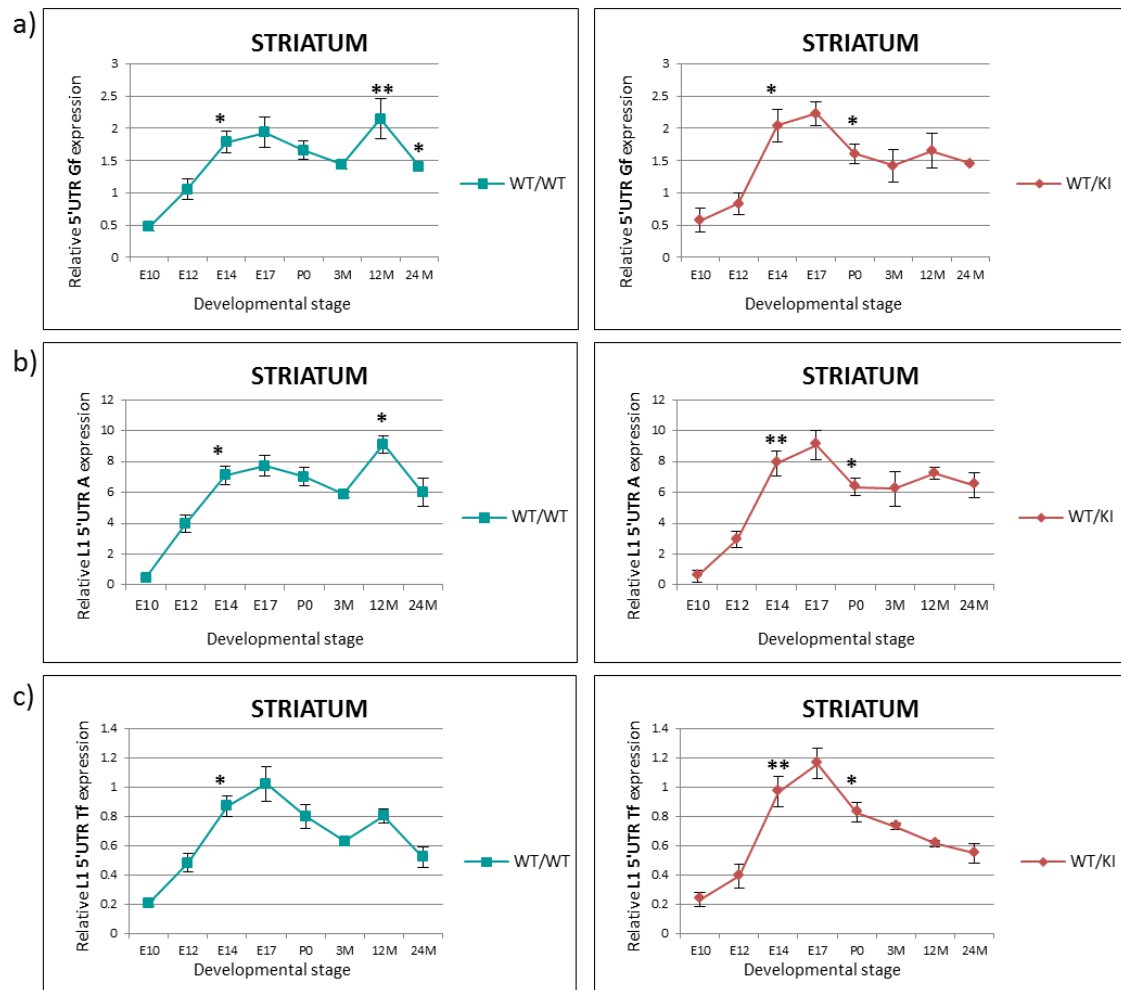 a)
STRIATUM
Relative 5'UTR Gf expression
3
2.5
2
1.5
1
0.5
0
*
**
*
E10 E12 E14 E17 P0 3M 12M 24 M
Developmental stage
WT/WT
STRIATUM
Relative 5'UTR Gf expression
3
2.5
2
1.5
1
0.5
0
*
*
E10 E12 E14 E17 P0 3M 12M 24 M
Developmental stage
WT/KI
b)
STRIATUM
Relative L1 5'UTR A expression
12
10
8
6
4
2
0
*
*
E10 E12 E14 E17 P0 3M 12M 24M
Developmental stage
WT/WT
STRIATUM
Relative L1 5'UTR A expression
12
10
8
6
4
2
0
**
*
E10 E12 E14 E17 P0 3M 12M 24M
Developmental stage
WT/KI
c)
STRIATUM
Relative L1 5'UTR Tf expression
1.4
1.2
1
0.8
0.6
0.4
0.2
0
*
E10 E12 E14 E17 P0 3M 12M 24M
Developmental stage
WT/WT
STRIATUM
Relative L1 5'UTR Tf expression
1.4
1.2
1
0.8
0.6
0.4
0.2
0
**
*
E10 E12 E14 E17 P0 3M 12M 24M
Developmental stage
WT/KI